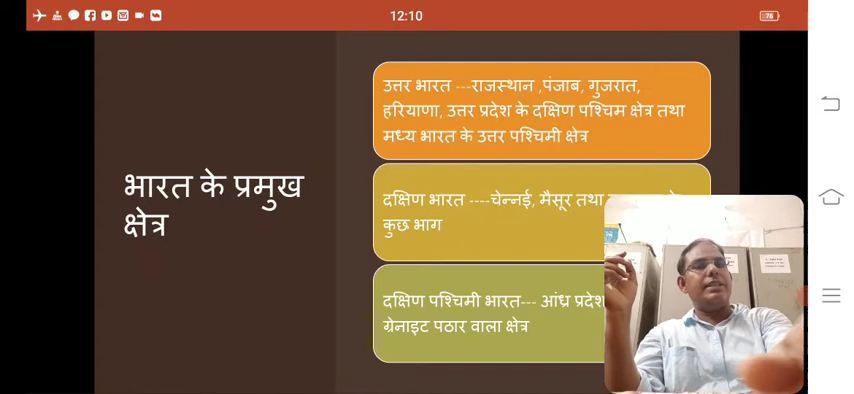 12:10
76
भारत के प्रमुख
क्षेत्र
उत्तर भारत ---राजस्थान ,पंजाब, गुजरात,
हरियाणा, उत्तर प्रदेश के दक्षिण पश्चिम क्षेत्र तथा
मध्य भारत के उत्तर पश्चिमी क्षेत्र
दक्षिण भारत ----चेन्नई, मैसूर तथा
कुछ भाग
दक्षिण पश्चिमी भारत--- आंध्र प्रदेश
ग्रेनाइट पठार वाला क्षेत्र